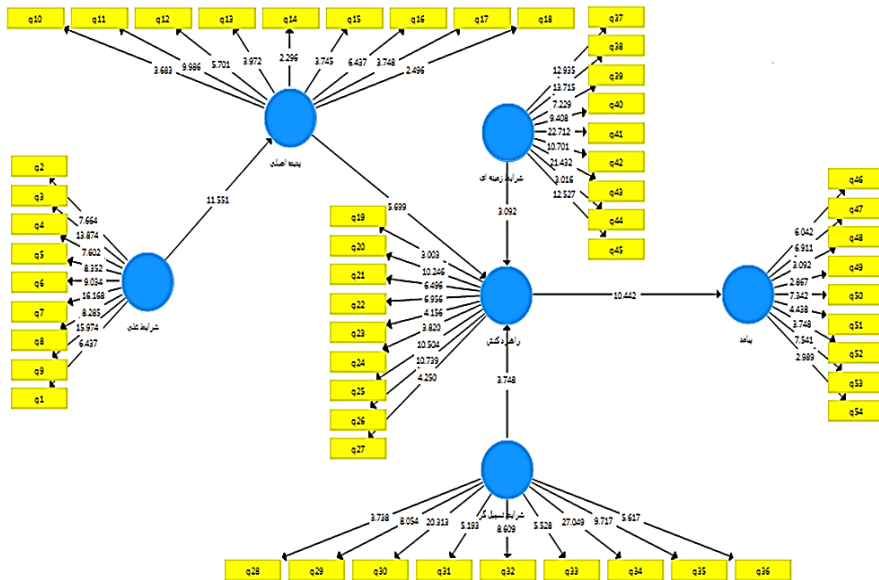 q10 q11 q12 q13 q14 q15 q16 q17 q18
3.683 9.986 5.701 3.972 2.296 3.745 6.437 3.748 2.496
پدیده اصلی
q37
q38
q39
q40
q41
q42
q43
q44
q45
12.935
13.715
7.229
9.408
22.712
10.701
21.432
3.016
12.527
شرایط زمینه ای
q2
q3
q4
q5
q6
q7
q8
q9
q1
7.664
13.874
7.602
8.352
9.034
16.168
8.285
15.974
6.437
شرایط علی
11.551
5.699
3.092
q19
q20
q21
q22
q23
q24
q25
q26
q27
3.003
10.246
6.496
6.956
4.156
3.820
10.504
10.739
4.250
راهبرد کنش
10.442
q46
q47
q48
q49
q50
q51
q52
q53
q54
6.042
6.911
3.092
2.867
7.342
4.438
3.748
7.541
2.989
پیامد
3.748
شرایط تسهیل گر
3.738 8.054 20.313 5.193 8.609 5.528 27.049 9.717 5.617
q28 q29 q30 q31 q32 q33 q34 q35 q36